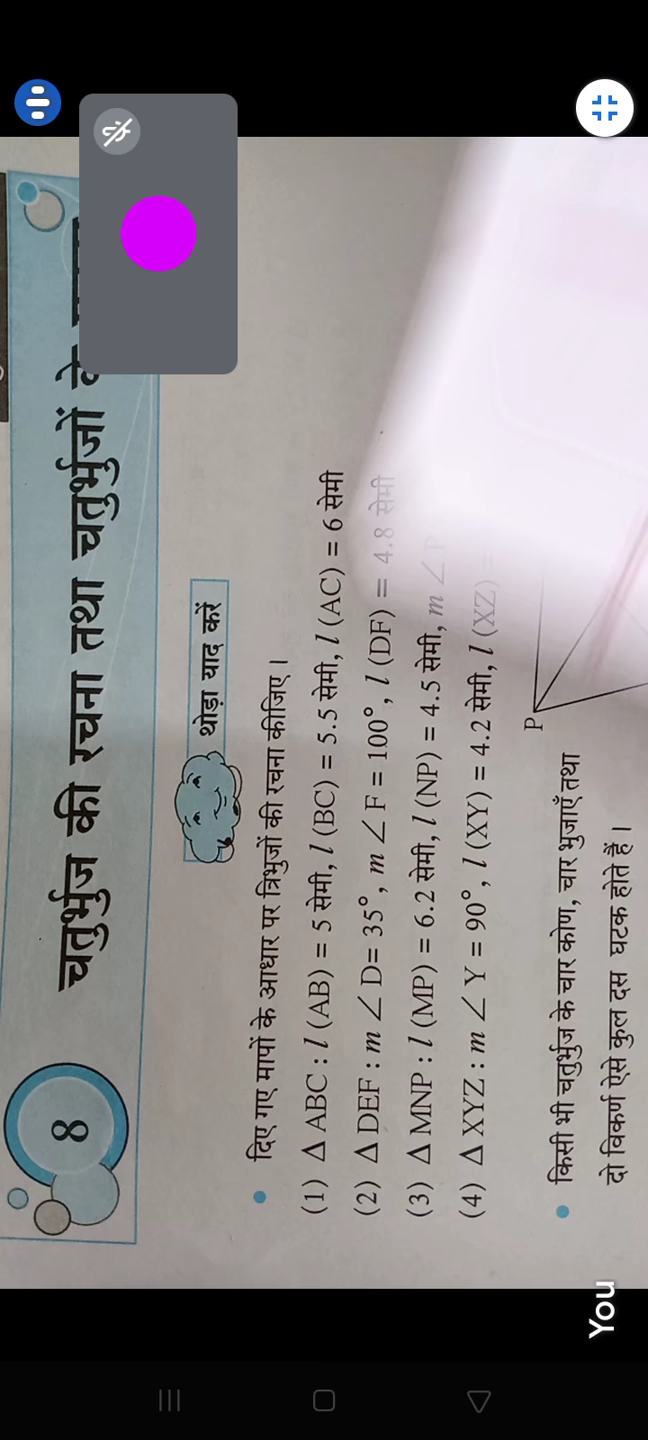 8
चतुर्भुज की रचना तथा चतुर्भुजों के
थोड़ा याद करें
दिए गए मापों के आधार पर त्रिभुजों की रचना कीजिए ।
(1) △ ABC : l (AB) = 5 सेमी, l (BC) = 5.5 सेमी, l (AC) = 6 सेमी
(2) △ DEF : m ∠ D= 35°, m ∠ F = 100°, l (DF) = 4.8 सेमी
(3) △ MNP : l (MP) = 6.2 सेमी, l (NP) = 4.5 सेमी, m ∠ P
(4) △ XYZ : m ∠ Y = 90°, l (XY) = 4.2 सेमी, l (XZ) =
P
किसी भी चतुर्भुज के चार कोण, चार भुजाएँ तथा
दो विकर्ण ऐसे कुल दस घटक होते हैं ।
You